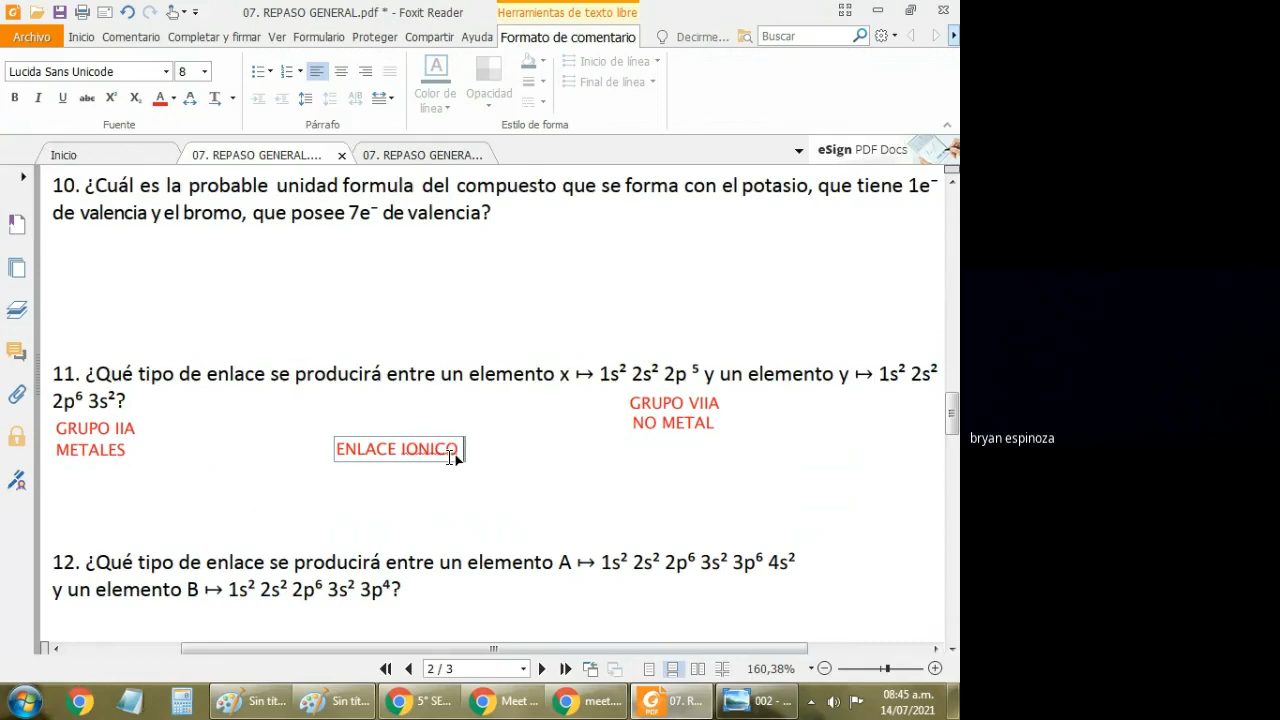 07. REPASO GENERAL.pdf * - Foxit Reader
Herramientas de texto libre
Archivo Inicio Comentario Completar y firmar Ver Formulario Proteger Compartir Ayuda Formato de comentario Decirme... Buscar
Lucida Sans Unicode 8
Color de línea
Opacidad
Inicio de línea
Final de línea
Fuente Párrafo Estilo de forma
Inicio 07. REPASO GENERAL.... 07. REPASO GENERA... eSign PDF Docs
10. ¿Cuál es la probable unidad formula del compuesto que se forma con el potasio, que tiene 1e⁻
de valencia y el bromo, que posee 7e⁻ de valencia?
11. ¿Qué tipo de enlace se producirá entre un elemento x ↦ 1s² 2s² 2p ⁵ y un elemento y ↦ 1s² 2s²
2p⁶ 3s²?
GRUPO VIIA
NO METAL
GRUPO IIA
METALES
ENLACE IONICO
bryan espinoza
12. ¿Qué tipo de enlace se producirá entre un elemento A ↦ 1s² 2s² 2p⁶ 3s² 3p⁶ 4s²
y un elemento B ↦ 1s² 2s² 2p⁶ 3s² 3p⁴?
2 / 3 160,38%
Sin tít... Sin tít... 5° SE... Meet ... meet.... 07. R... 002 - ...
08:45 a.m.
14/07/2021